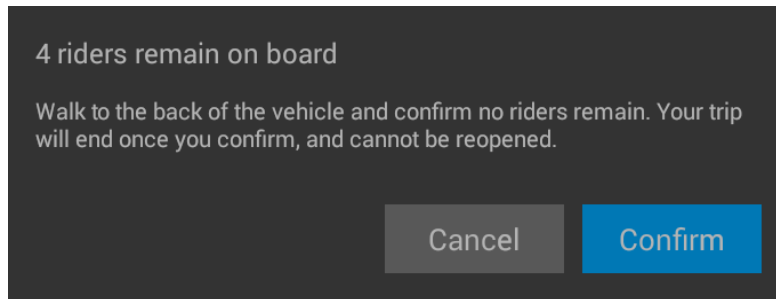 4 riders remain on board
Walk to the back of the vehicle and confirm no riders remain. Your trip
will end once you confirm, and cannot be reopened.
Cancel
Confirm